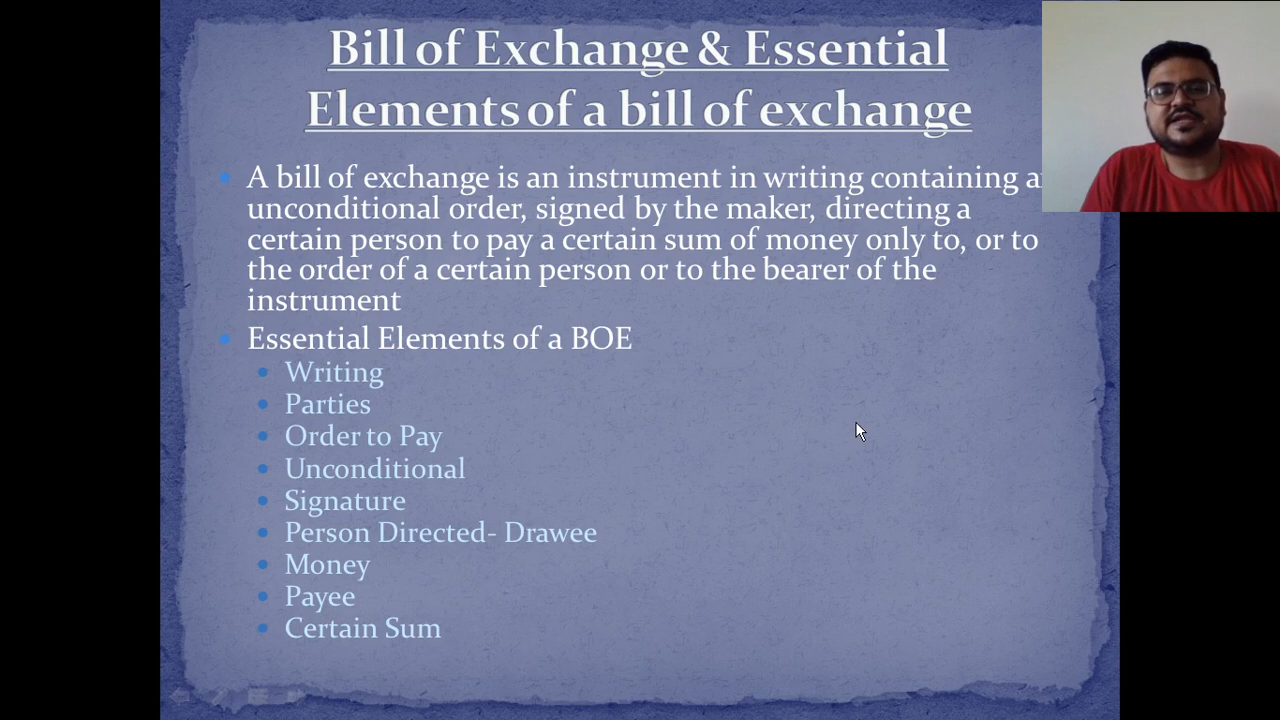 Bill of Exchange & Essential
Elements of a bill of exchange
A bill of exchange is an instrument in writing containing
unconditional order, signed by the maker, directing a
certain person to pay a certain sum of money only to, or to
the order of a certain person or to the bearer of the
instrument
Essential Elements of a BOE
Writing
Parties
Order to Pay
Unconditional
Signature
Person Directed- Drawee
Money
Payee
Certain Sum